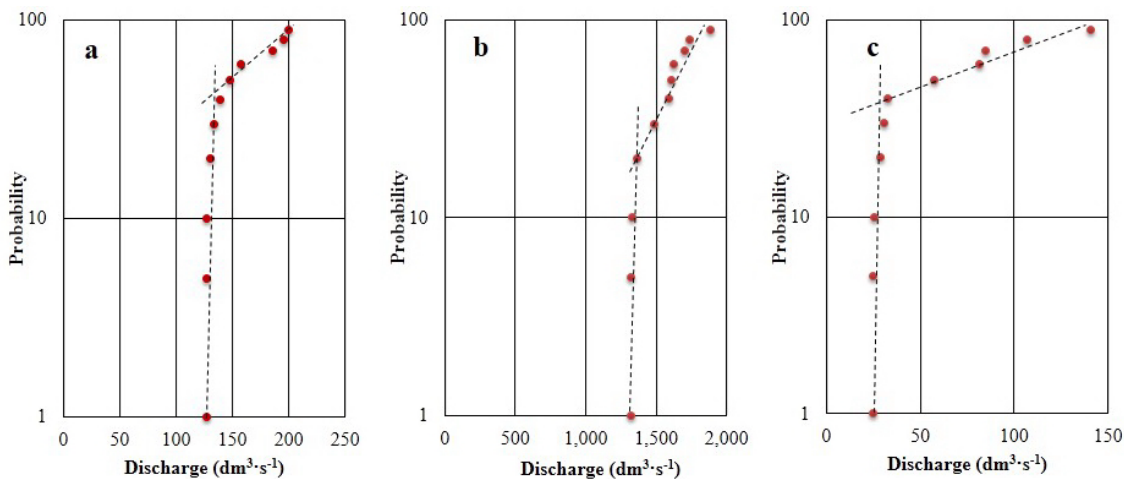 a
Probability
100
10
1
0 50 100 150 200 250
Discharge (dm³·s⁻¹)
b
Probability
100
10
1
0 500 1,000 1,500 2,000
Discharge (dm³·s⁻¹)
c
Probability
100
10
1
0 50 100 150
Discharge (dm³·s⁻¹)